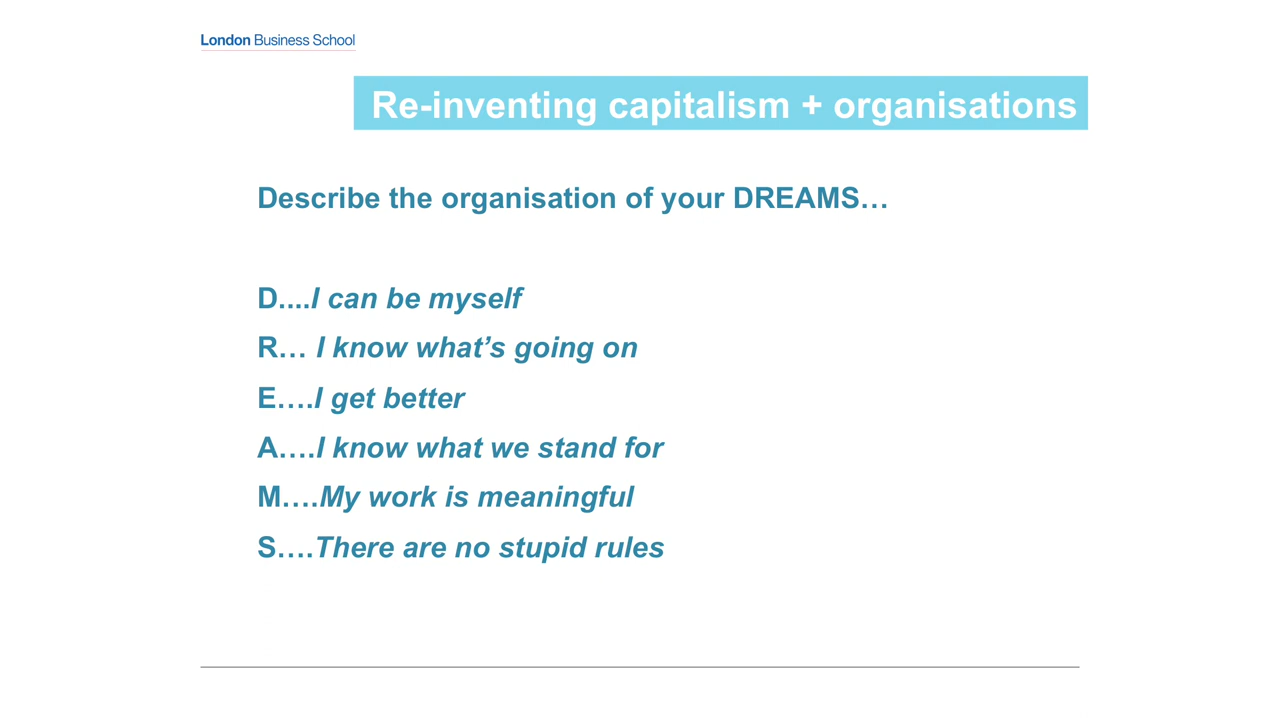 London Business School
Re-inventing capitalism + organisations
Describe the organisation of your DREAMS…
D....I can be myself
R… I know what’s going on
E….I get better
A….I know what we stand for
M….My work is meaningful
S….There are no stupid rules